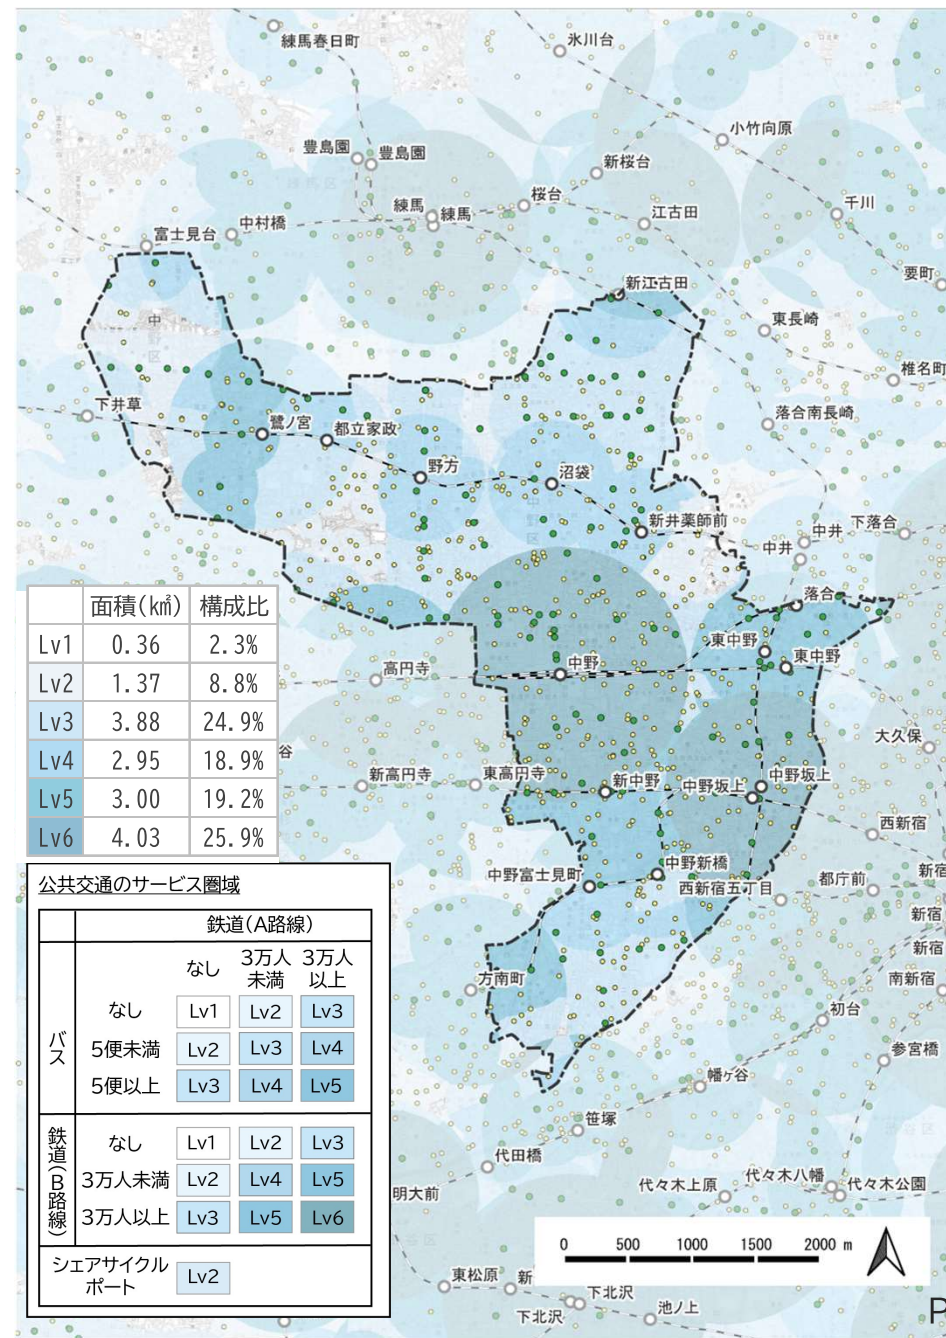 練馬春日町
氷川台
小竹向原
豊島園
豊島園
新桜台
練馬
練馬
桜台
江古田
千川
中村橋
富士見台
要町
新江古田
東長崎
椎名町
中野区
下井草
鷺ノ宮
都立家政
落合南長崎
野方
沼袋
新井薬師前
中井
中井
下落合
落合
東中野
東中野
中野
高円寺
大久保
谷
新高円寺
東高円寺
新中野
中野坂上
中野坂上
西新宿
中野富士見町
中野新橋
西新宿五丁目
都庁前
新宿
新宿
新宿
方南町
南新宿
初台
参宮橋
幡ヶ谷
笹塚
代田橋
明大前
代々木上原
代々木八幡
代々木公園
東松原
新
下北沢
下北沢
池ノ上
面積(㎢) 構成比
Lv1 0.36 2.3%
Lv2 1.37 8.8%
Lv3 3.88 24.9%
Lv4 2.95 18.9%
Lv5 3.00 19.2%
Lv6 4.03 25.9%
公共交通のサービス圏域
鉄道(A路線)
なし 3万人未満 3万人以上
バス
なし Lv1 Lv2 Lv3
5便未満 Lv2 Lv3 Lv4
5便以上 Lv3 Lv4 Lv5
鉄道(B路線)
なし Lv1 Lv2 Lv3
3万人未満 Lv2 Lv4 Lv5
3万人以上 Lv3 Lv5 Lv6
シェアサイクルポート Lv2
0 500 1000 1500 2000 m
P